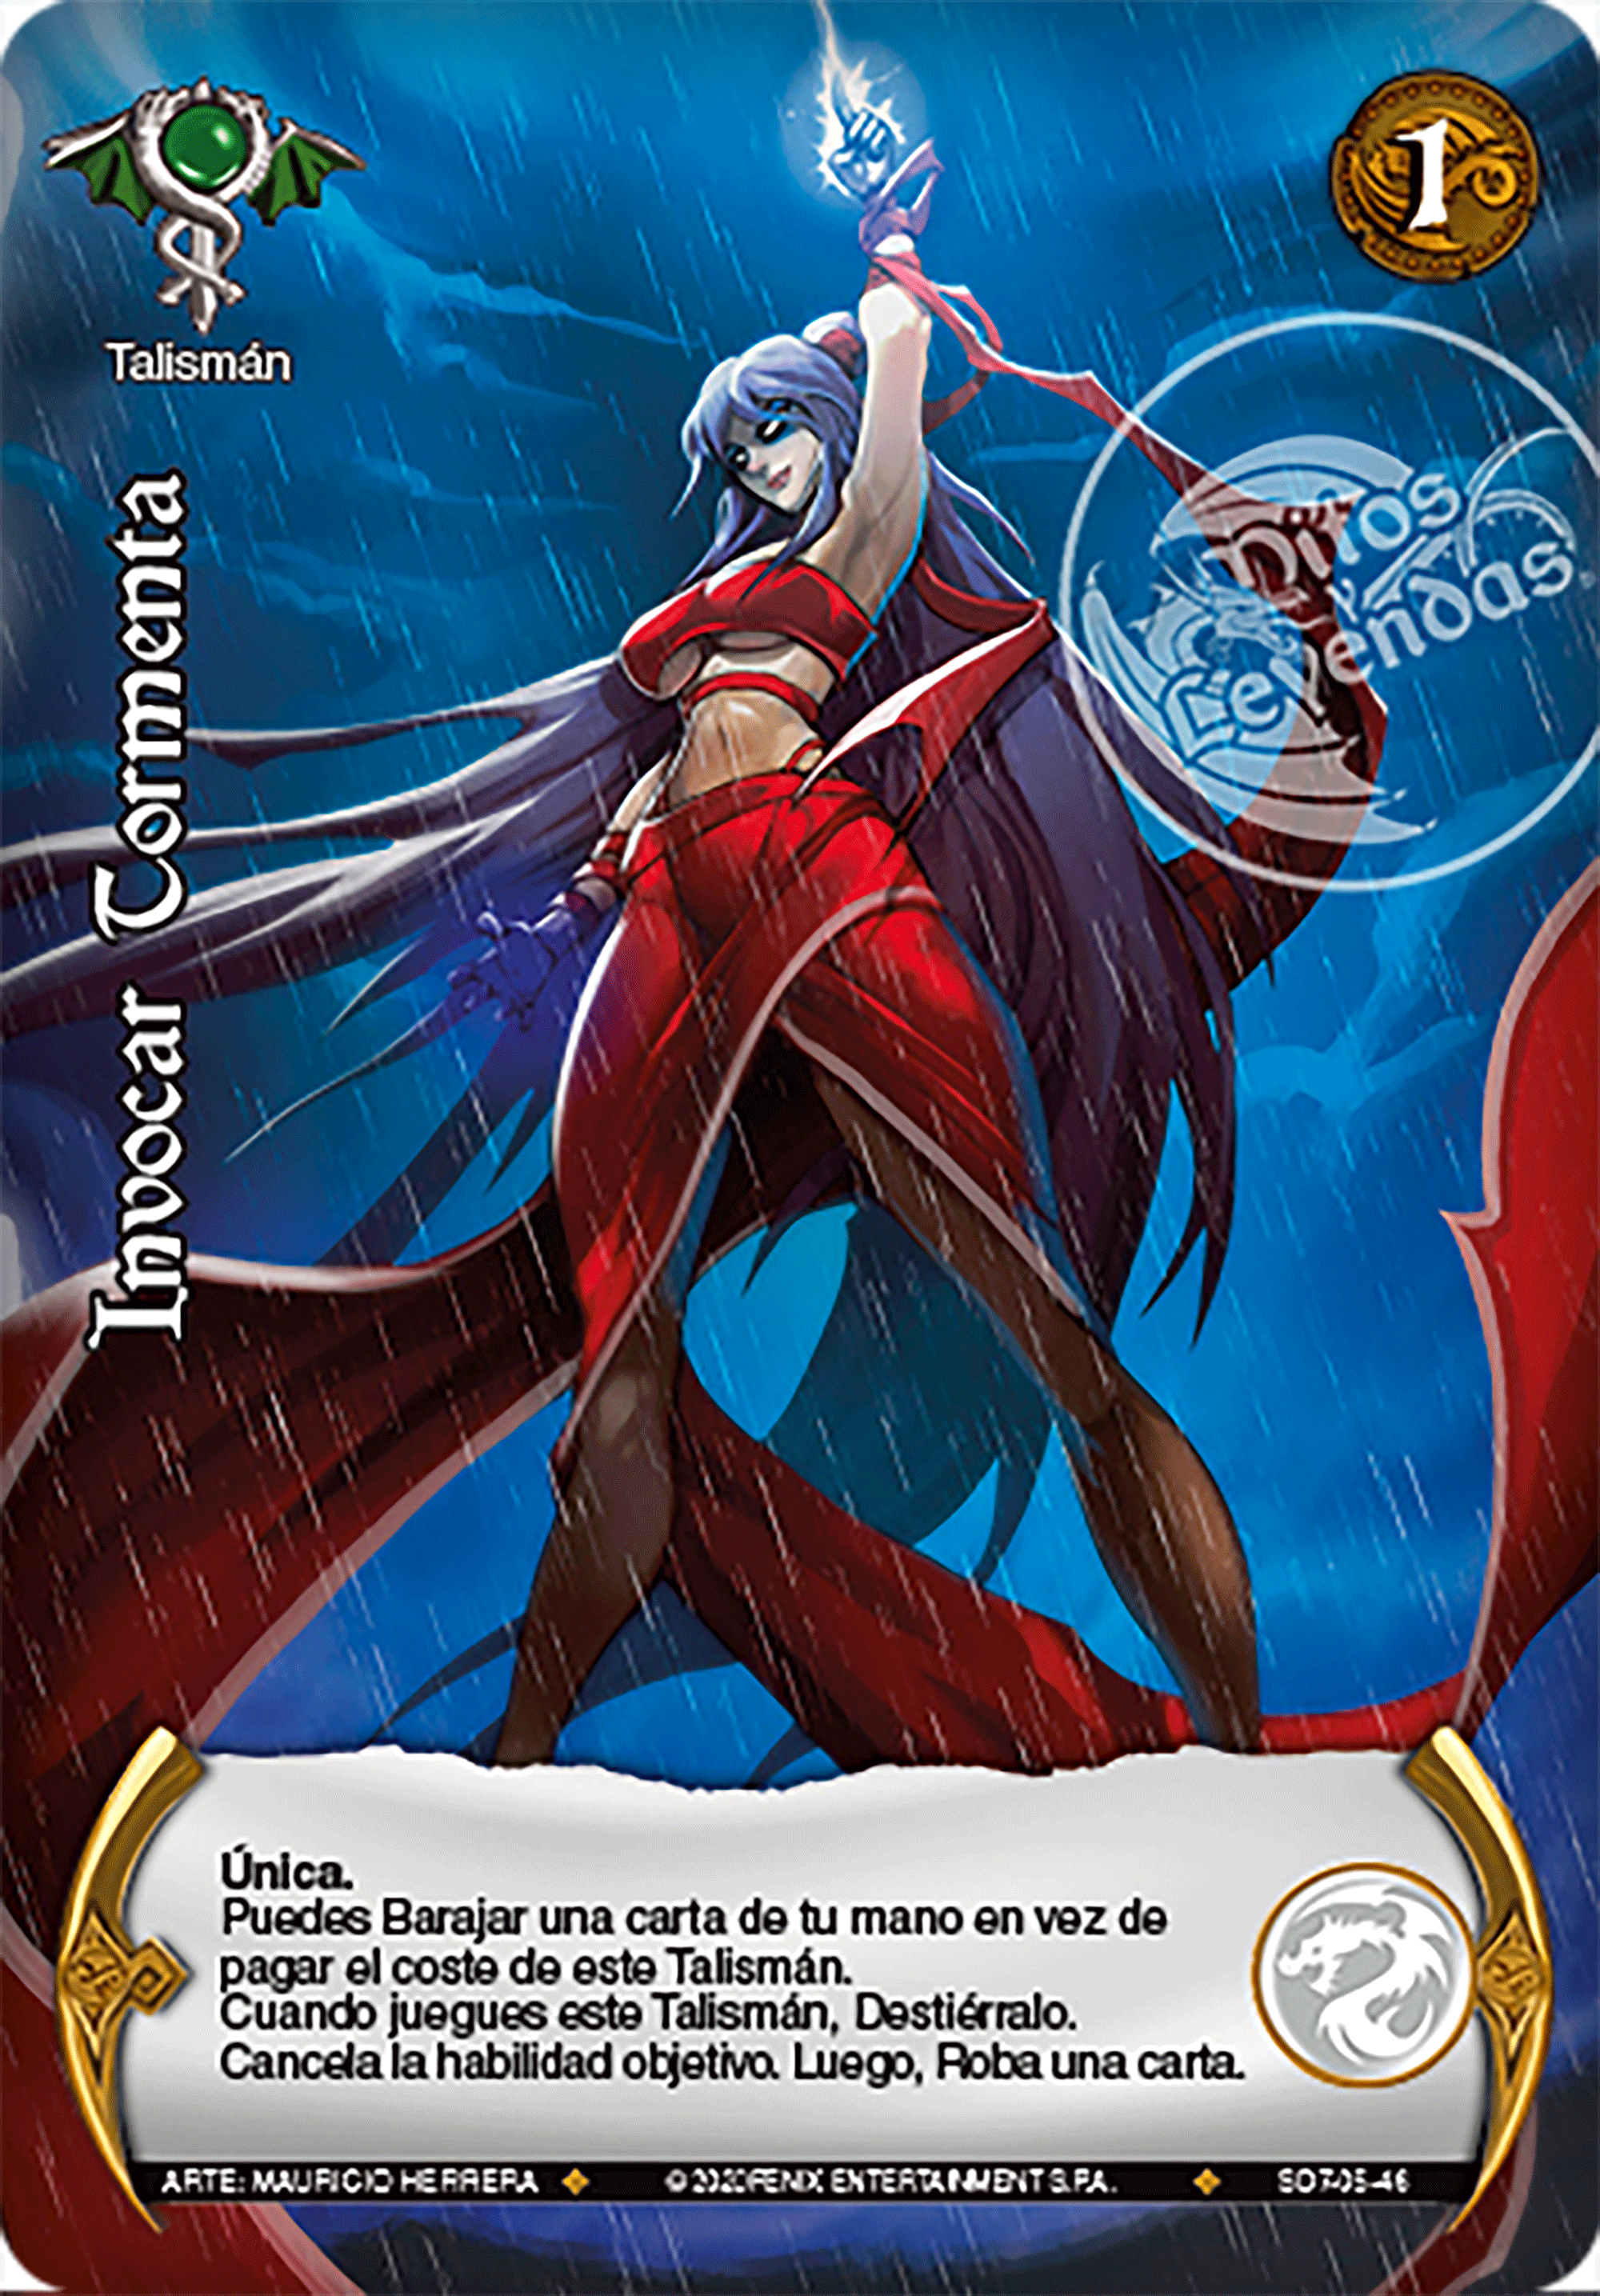 1
Talismán
Invocar Tormenta
Mitos
y
Leyendas
Única.
Puedes Barajar una carta de tu mano en vez de
pagar el coste de este Talismán.
Cuando juegues este Talismán, Destiérralo.
Cancela la habilidad objetivo. Luego, Roba una carta.
ARTE: MAURICIO HERRERA
© 2020 FENIX ENTERTAINMENT S.P.A.